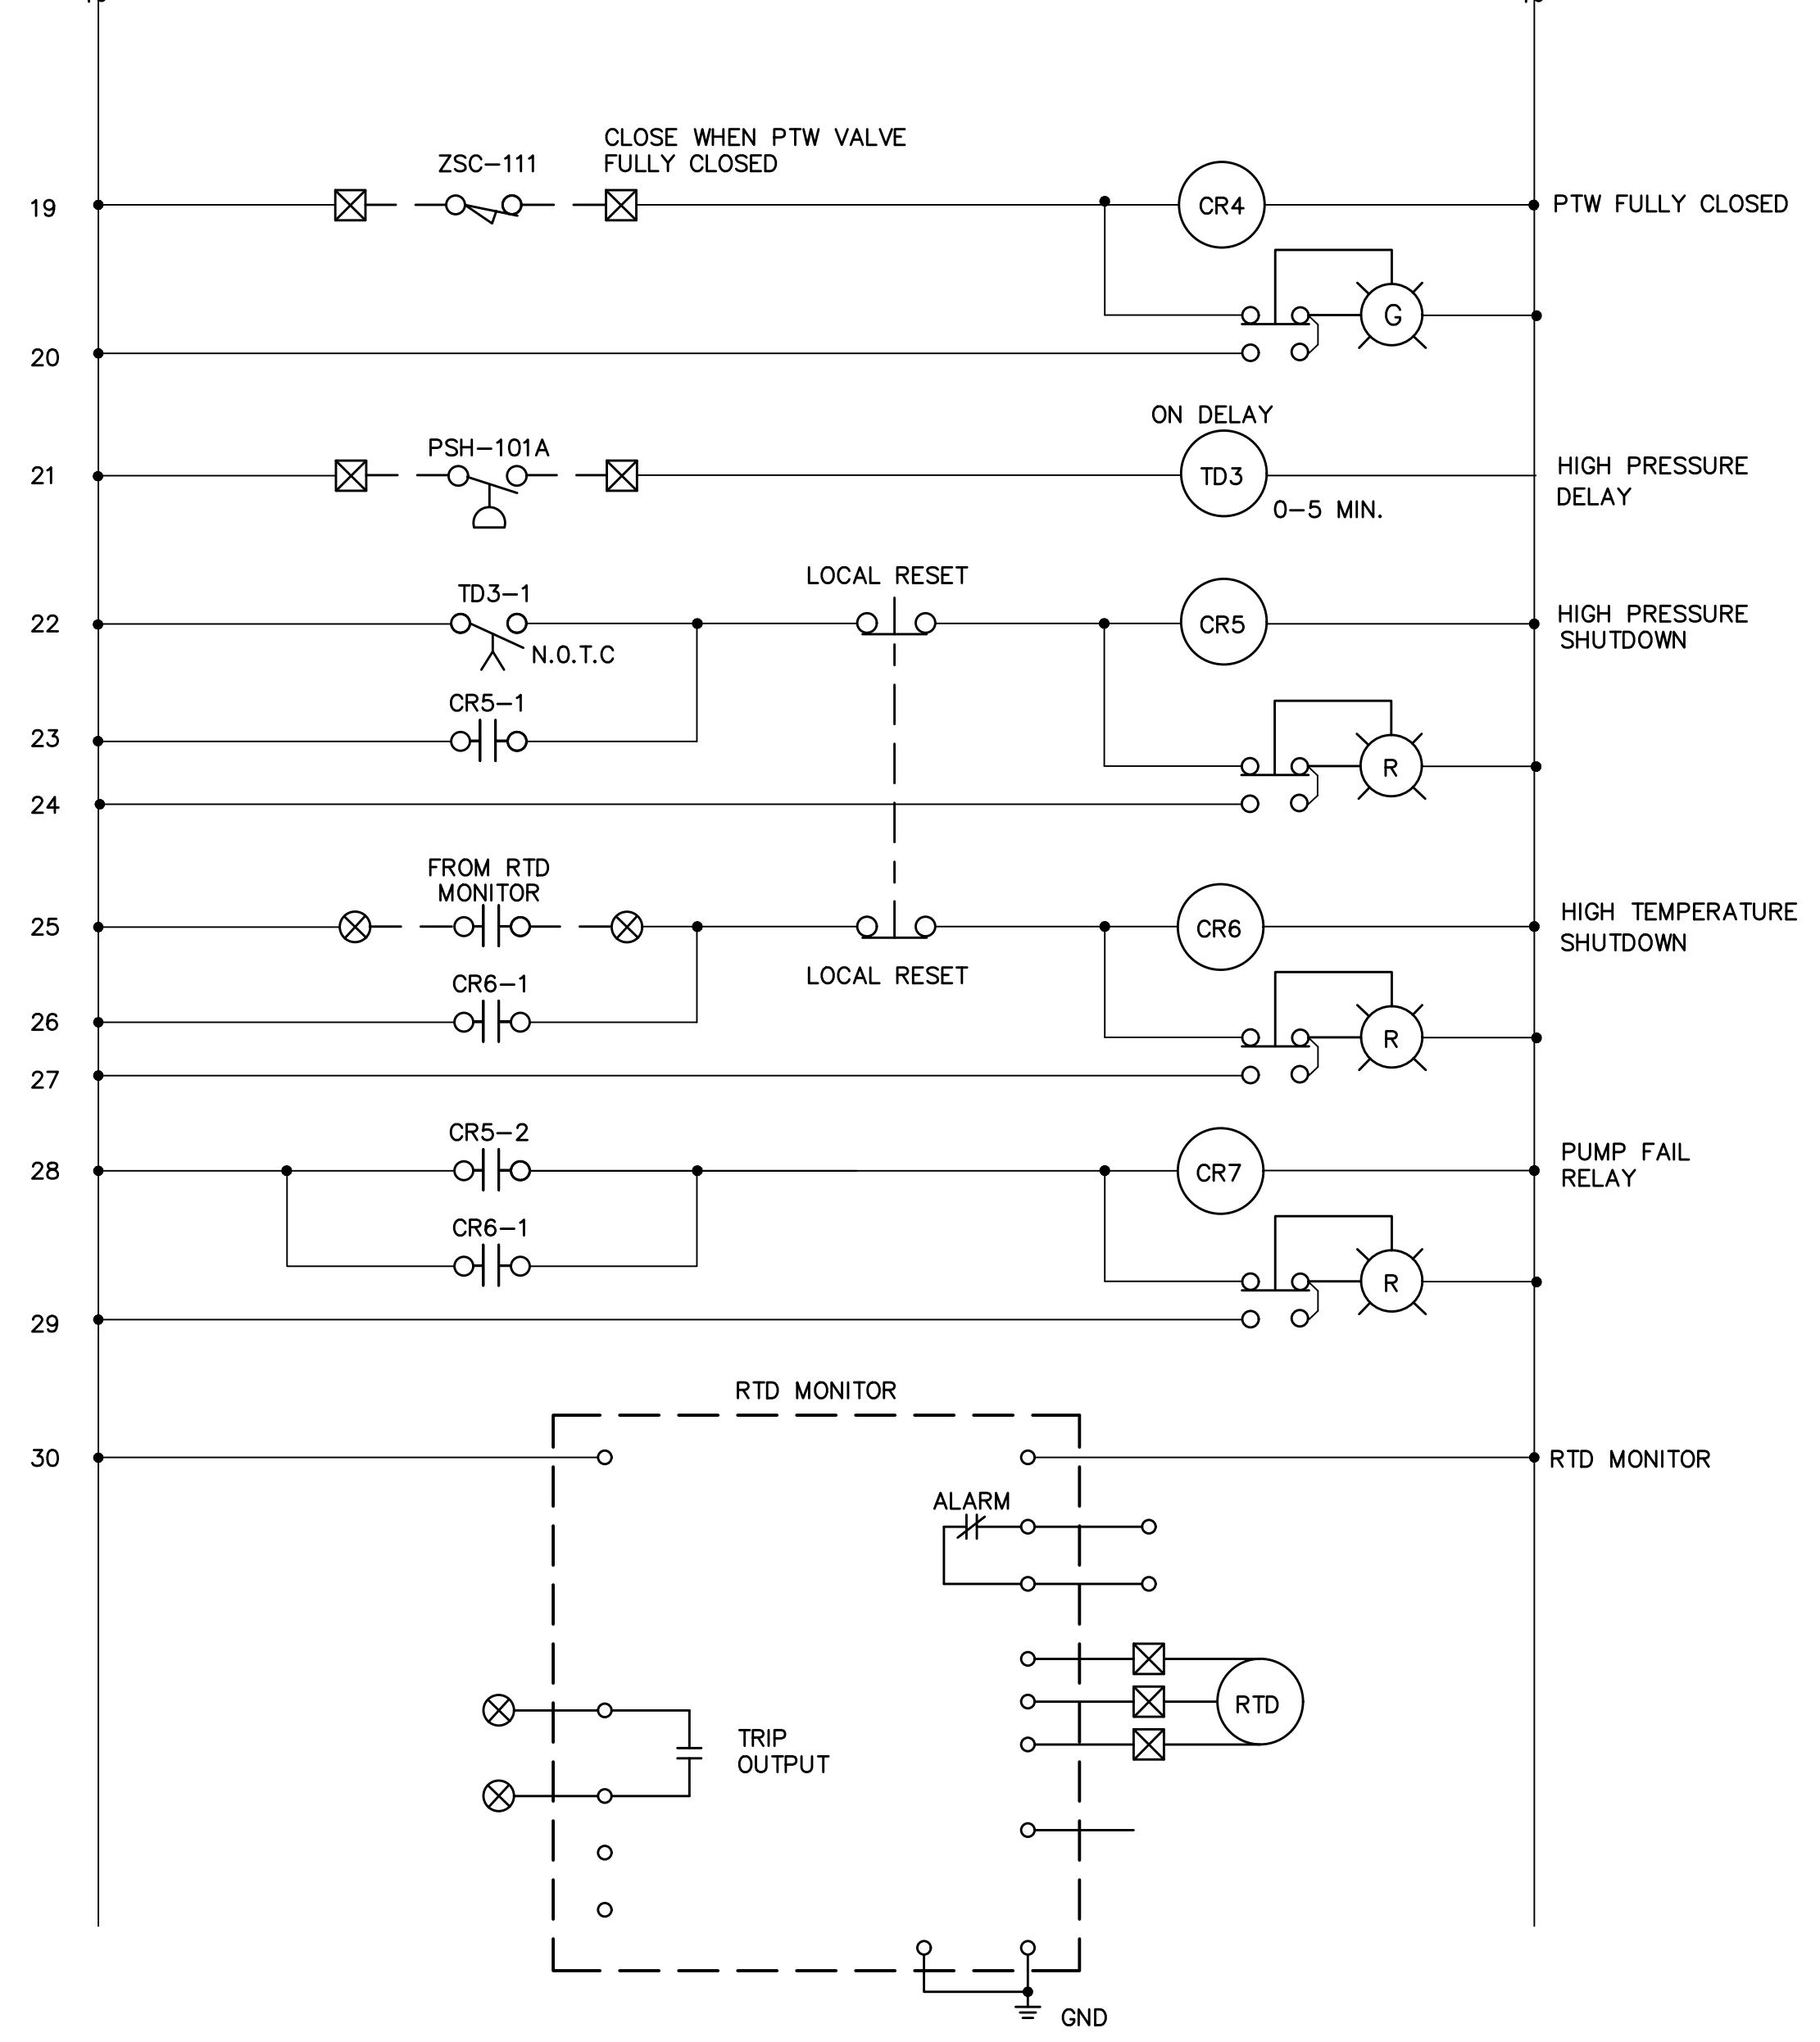 CLOSE WHEN PTW VALVE
FULLY CLOSED
ZSC-111
19
CR4
PTW FULLY CLOSED
G
20
ON DELAY
PSH-101A
21
TD3
HIGH PRESSURE
DELAY
0-5 MIN.
LOCAL RESET
TD3-1
22
CR5
HIGH PRESSURE
SHUTDOWN
N.O.T.C
CR5-1
23
R
24
FROM RTD
MONITOR
25
CR6
HIGH TEMPERATURE
SHUTDOWN
LOCAL RESET
CR6-1
26
R
27
CR5-2
28
CR7
PUMP FAIL
RELAY
CR6-1
R
29
RTD MONITOR
30
RTD MONITOR
ALARM
RTD
TRIP
OUTPUT
GND